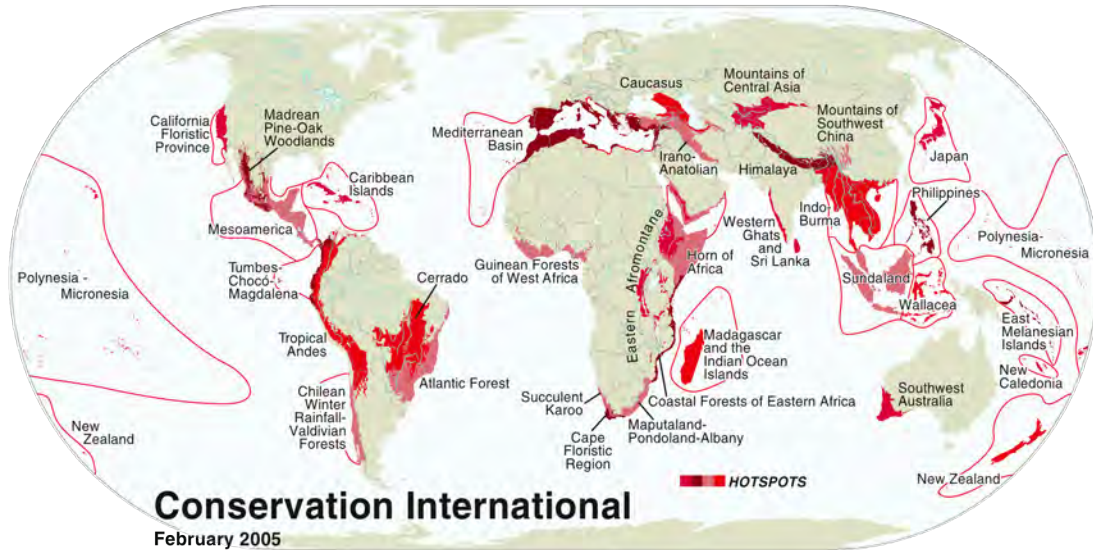 California
Floristic
Province
Madrean
Pine-Oak
Woodlands
Caribbean
Islands
Mesoamerica
Polynesia -
Micronesia
Tumbes-
Chocó-
Magdalena
Tropical
Andes
Cerrado
Atlantic Forest
Chilean
Winter
Rainfall-
Valdivian
Forests
New
Zealand
Mediterranean
Basin
Caucasus
Irano-
Anatolian
Mountains of
Central Asia
Mountains of
Southwest
China
Himalaya
Japan
Philippines
Indo-
Burma
Western
Ghats
and
Sri Lanka
Guinean Forests
of West Africa
Eastern Afromontane
Horn of
Africa
Sundaland
Wallacea
Polynesia-
Micronesia
East
Melanesian
Islands
New
Caledonia
Madagascar
and the
Indian Ocean
Islands
Coastal Forests of Eastern Africa
Succulent
Karoo
Cape
Floristic
Region
Maputaland-
Pondoland-Albany
Southwest
Australia
New Zealand
HOTSPOTS
Conservation International
February 2005